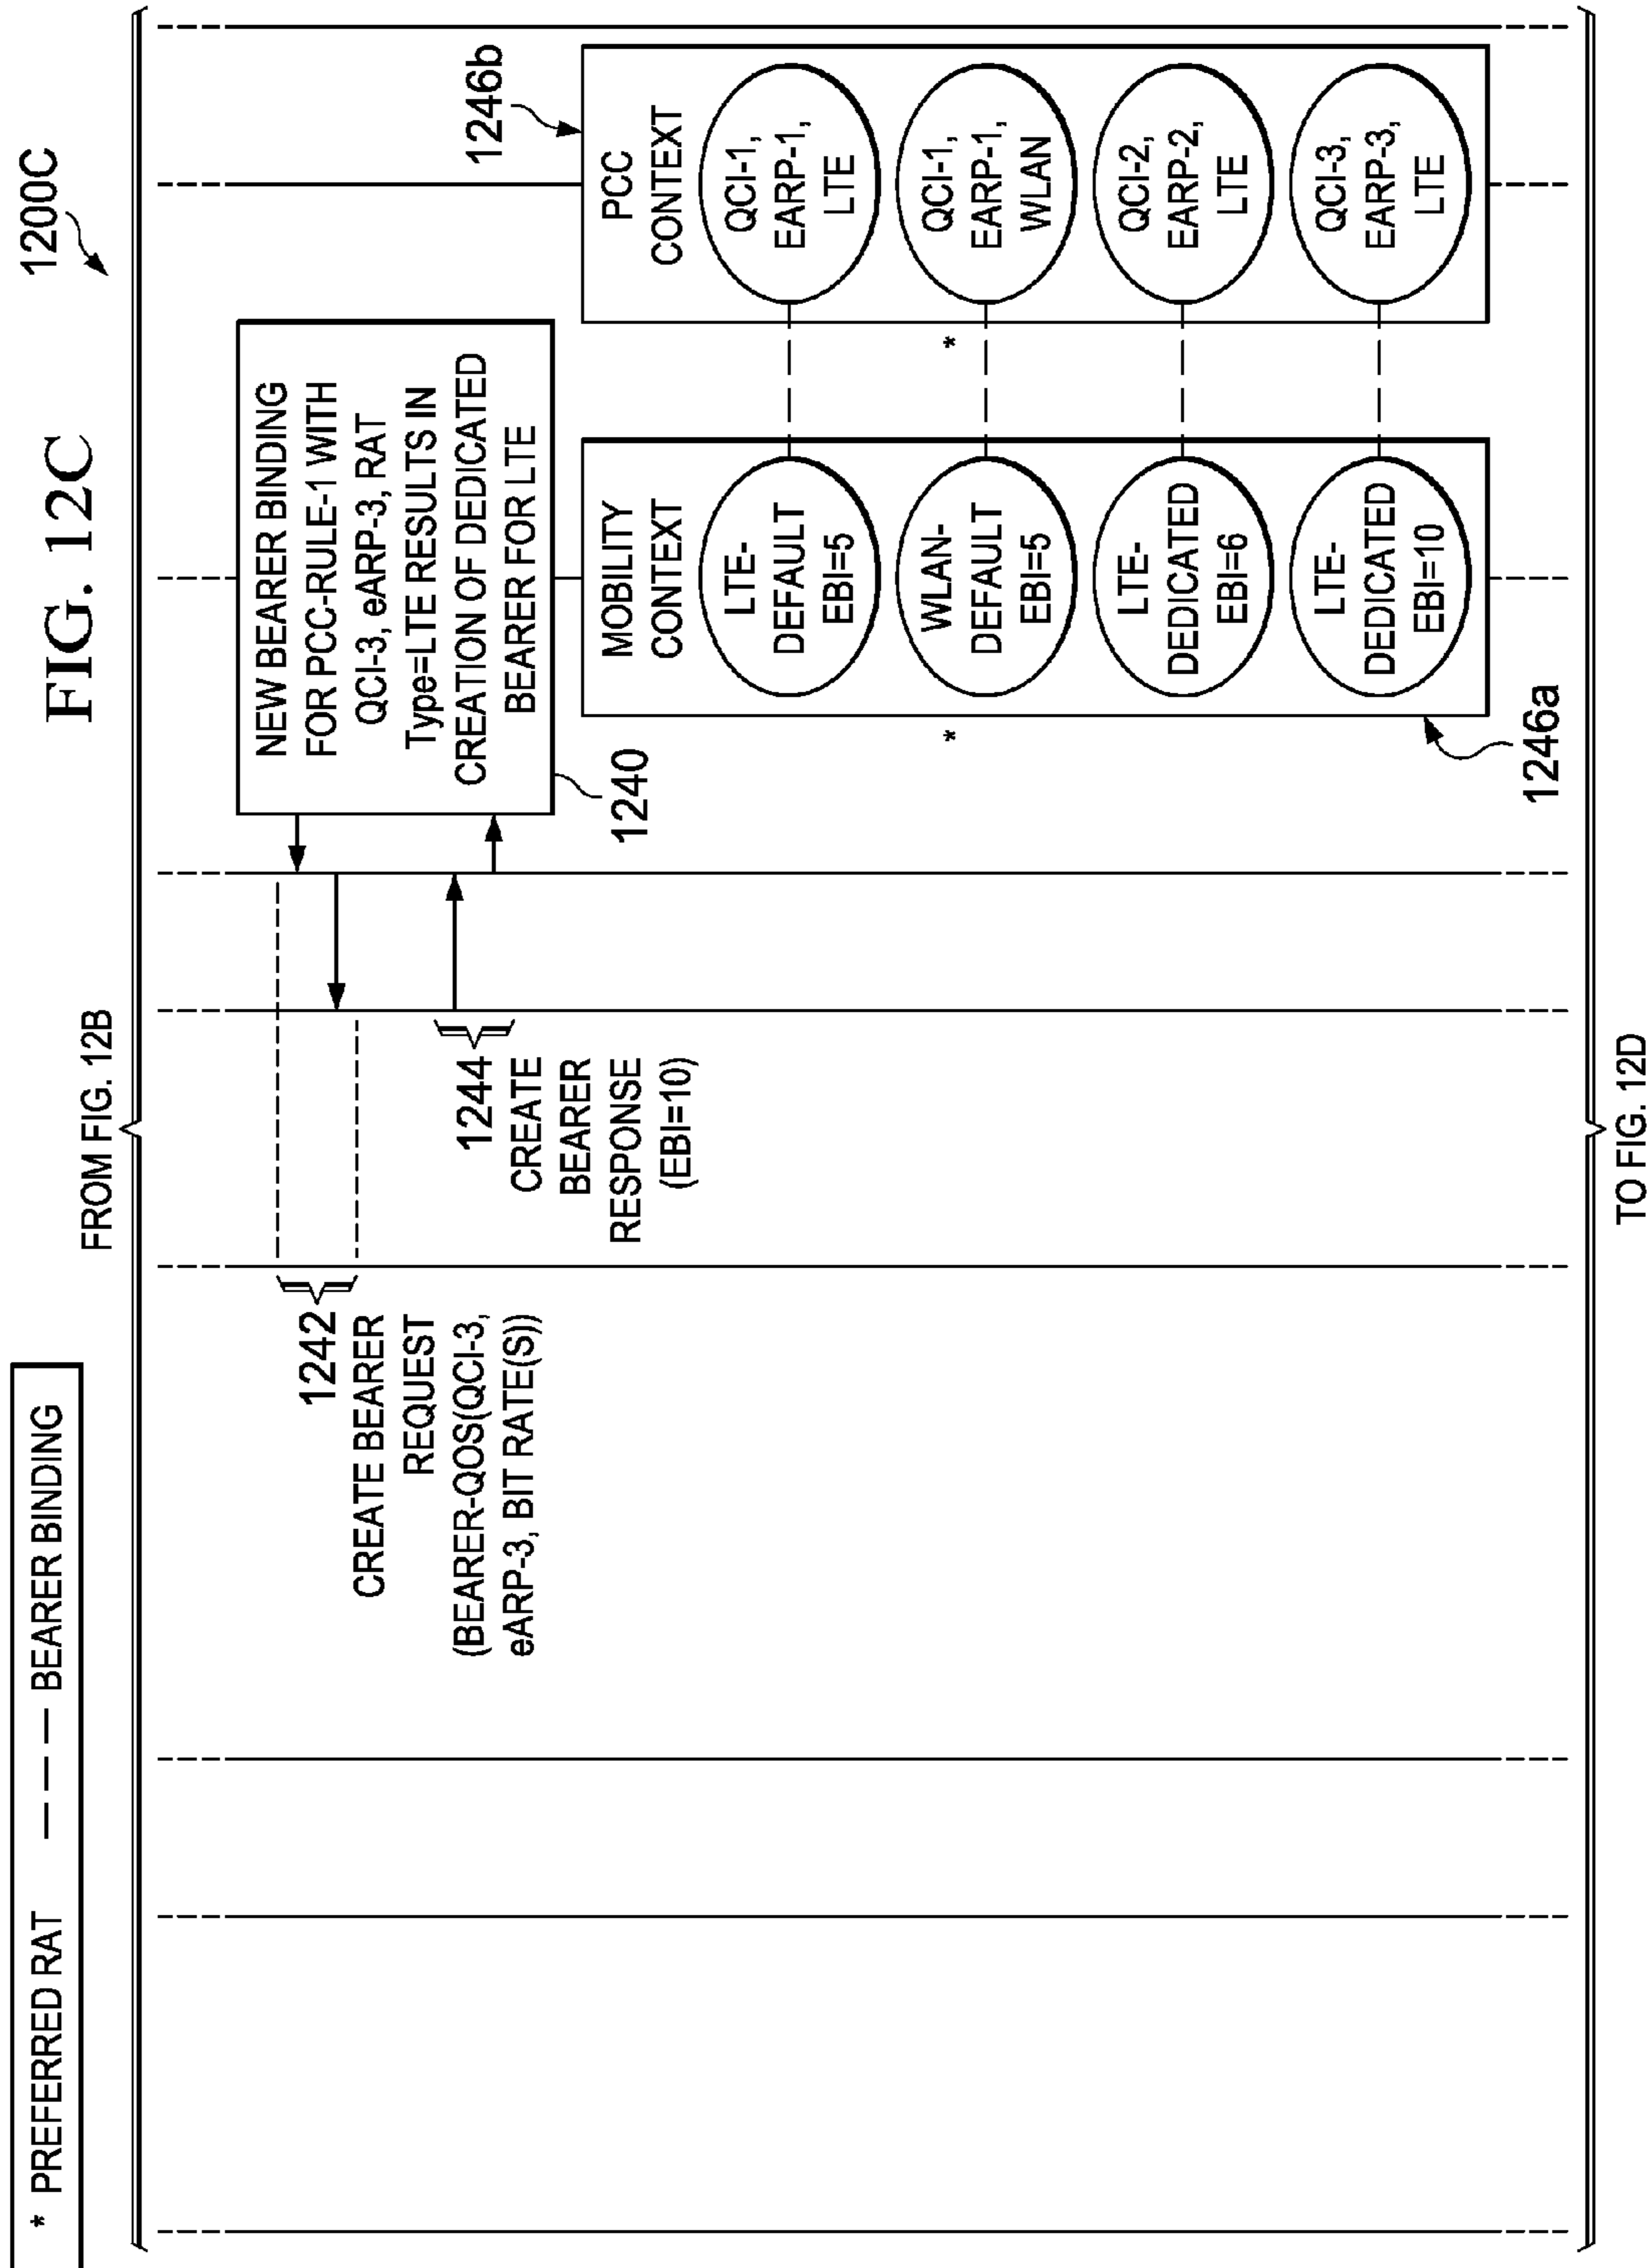 * PREFERRED RAT — — — BEARER BINDING
FIG. 12C
1200C
FROM FIG. 12B
NEW BEARER BINDING
FOR PCC-RULE-1 WITH
QCI-3, eARP-3, RAT
Type=LTE RESULTS IN
CREATION OF DEDICATED
BEARER FOR LTE
1240
1242
CREATE BEARER
REQUEST
(BEARER-QOS(QCI-3,
eARP-3, BIT RATE(S))
1244
CREATE
BEARER
RESPONSE
(EBI=10)
MOBILITY
CONTEXT
LTE-
DEFAULT
EBI=5
*
WLAN-
DEFAULT
EBI=5
LTE-
DEDICATED
EBI=6
LTE-
DEDICATED
EBI=10
1246a
1246b
PCC
CONTEXT
QCI-1,
EARP-1,
LTE
*
QCI-1,
EARP-1,
WLAN
QCI-2,
EARP-2,
LTE
QCI-3,
EARP-3,
LTE
TO FIG. 12D